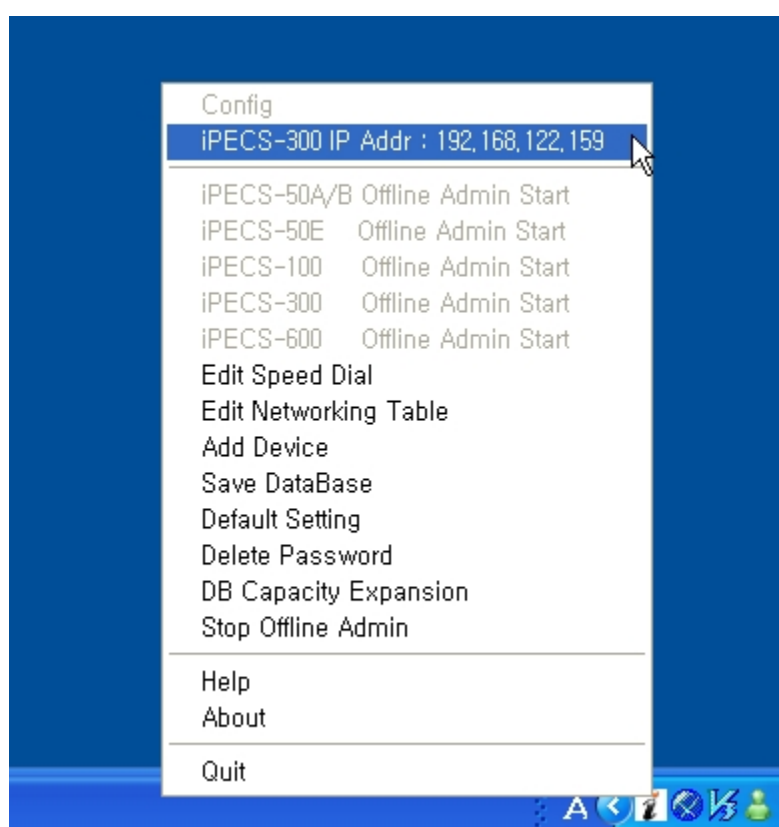 Config
iPECS-300 IP Addr : 192,168,122,159
iPECS-50A/B Offline Admin Start
iPECS-50E Offline Admin Start
iPECS-100 Offline Admin Start
iPECS-300 Offline Admin Start
iPECS-600 Offline Admin Start
Edit Speed Dial
Edit Networking Table
Add Device
Save DataBase
Default Setting
Delete Password
DB Capacity Expansion
Stop Offline Admin
Help
About
Quit
A